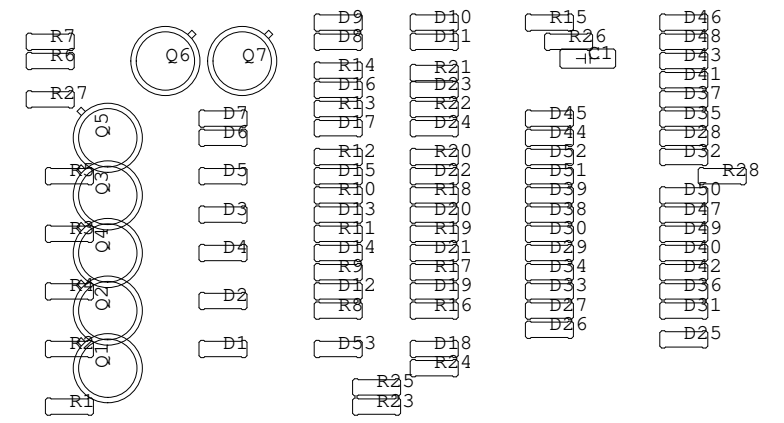 D9 D10 R15 D46
R7 D8 D11 R26 D48
R6 Q6 Q7 C1 D43
R14 R21 D41
D16 D23 D37
R27 R13 R22 D35
Q5 D7 D17 D24 D45 D28
D6 D44
R12 R20 D52 D32
R5 Q3 D5 D15 D22 D51 R28
R10 R18 D39 D50
D3 D13 D20 D38 D47
R3 Q4 R11 R19 D30 D49
D4 D14 D21 D29 D40
R9 R17 D34 D42
R4 Q2 D2 D12 D19 D33 D36
R8 R16 D27 D31
D26
D25
R2 Q1 D1 D53 D18
R24
R25
R1 R23